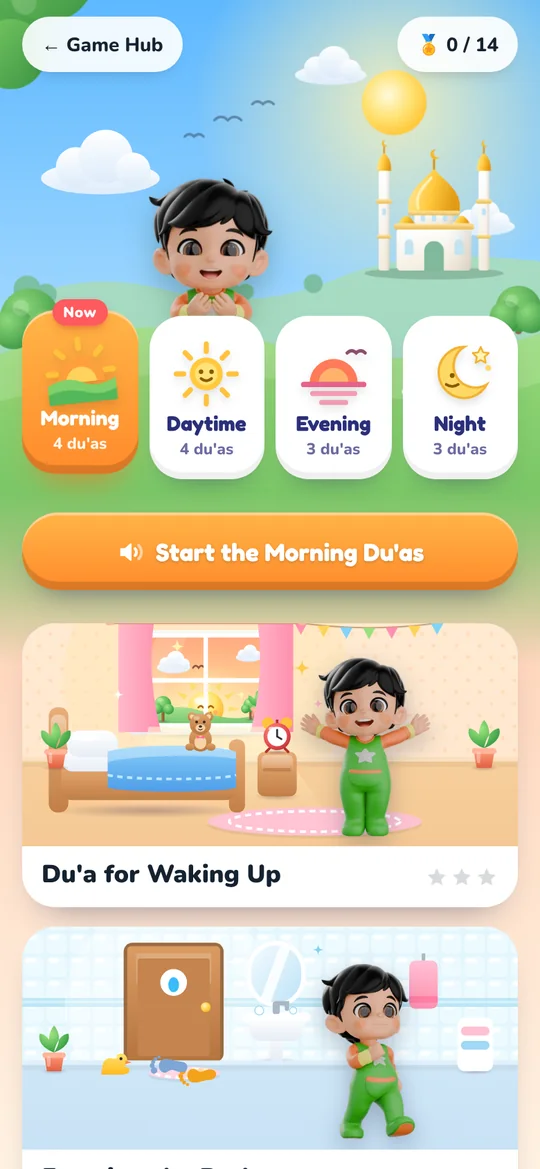 ← Game Hub
0 / 14
Now
Morning
4 du'as
Daytime
4 du'as
Evening
3 du'as
Night
3 du'as
Start the Morning Du'as
Du'a for Waking Up